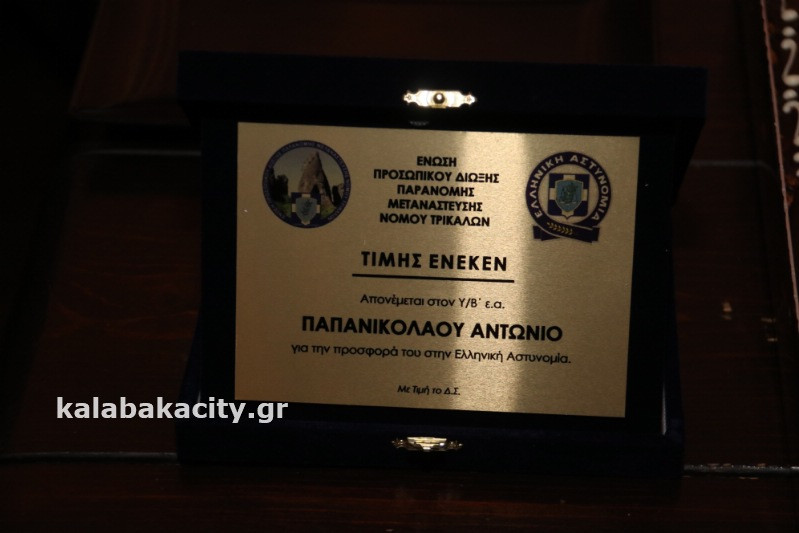 ΕΝΩΣΗ
ΠΡΟΣΩΠΙΚΟΥ ΔΙΩΞΗΣ
ΠΑΡΑΝΟΜΗΣ
ΜΕΤΑΝΑΣΤΕΥΣΗΣ
ΝΟΜΟΥ ΤΡΙΚΑΛΩΝ
ΕΛΛΗΝΙΚΗ ΑΣΤΥΝΟΜΙΑ
ΤΙΜΗΣ ΕΝΕΚΕΝ
Απονέμεται στον Υ/Β΄ ε.α.
ΠΑΠΑΝΙΚΟΛΑΟΥ ΑΝΤΩΝΙΟ
για την προσφορά του στην Ελληνική Αστυνομία.
Με Τιμή το Δ.Σ.
kalabakacity.gr